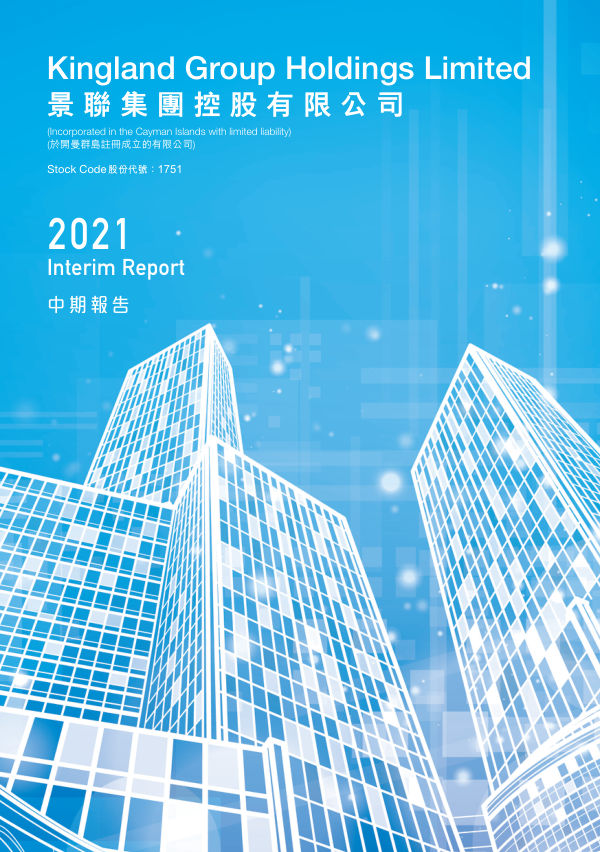 Kingland Group Holdings Limited
景聯集團控股有限公司
(Incorporated in the Cayman Islands with limited liability)
(於開曼群島註冊成立的有限公司)
Stock Code 股份代號：1751
2021
Interim Report
中期報告